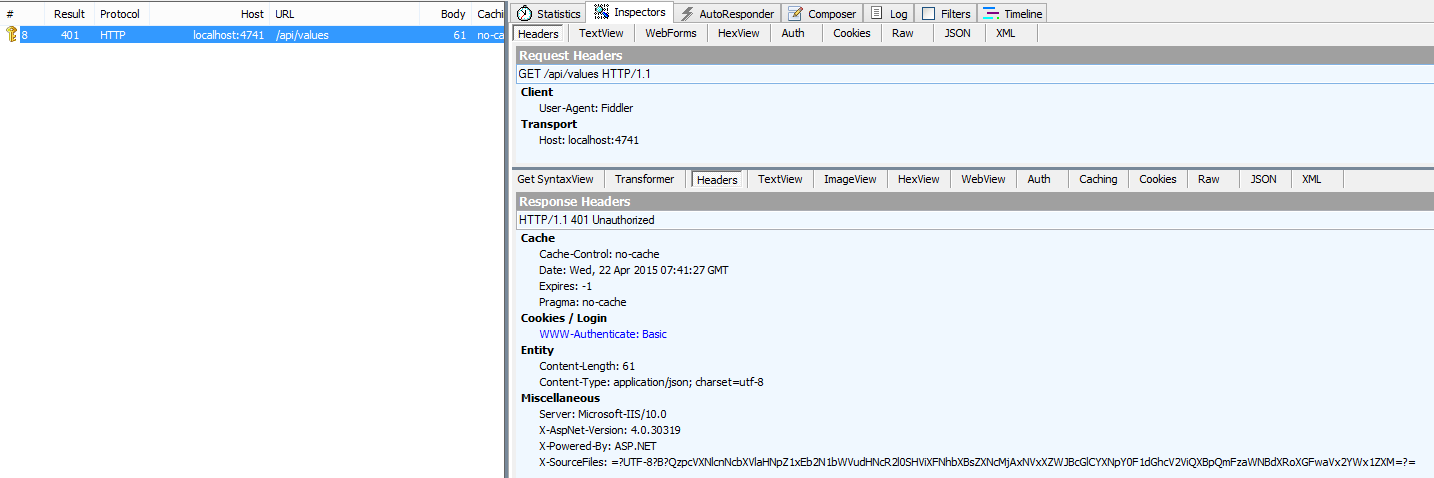 # Result Protocol Host URL Body Cachi
8 401 HTTP localhost:4741 /api/values 61 no-ca
Statistics Inspectors AutoResponder Composer Log Filters Timeline
Headers TextView WebForms HexView Auth Cookies Raw JSON XML
Request Headers
GET /api/values HTTP/1.1
Client
User-Agent: Fiddler
Transport
Host: localhost:4741
Get SyntaxView Transformer Headers TextView ImageView HexView WebView Auth Caching Cookies Raw JSON XML
Response Headers
HTTP/1.1 401 Unauthorized
Cache
Cache-Control: no-cache
Date: Wed, 22 Apr 2015 07:41:27 GMT
Expires: -1
Pragma: no-cache
Cookies / Login
WWW-Authenticate: Basic
Entity
Content-Length: 61
Content-Type: application/json; charset=utf-8
Miscellaneous
Server: Microsoft-IIS/10.0
X-AspNet-Version: 4.0.30319
X-Powered-By: ASP.NET
X-SourceFiles: